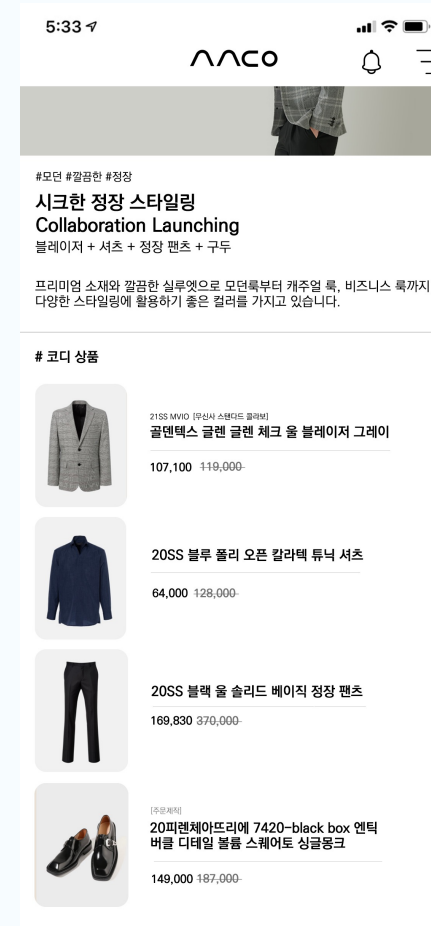 5:33
AACO
#모던 #깔끔한 #정장
시크한 정장 스타일링
Collaboration Launching
블레이저 + 셔츠 + 정장 팬츠 + 구두
프리미엄 소재와 깔끔한 실루엣으로 모던룩부터 캐주얼 룩, 비즈니스 룩까지
다양한 스타일링에 활용하기 좋은 컬러를 가지고 있습니다.
# 코디 상품
21SS MVIO [무신사 스탠다드 콜라보]
골덴텍스 글렌 글렌 체크 울 블레이저 그레이
107,100 119,000
20SS 블루 폴리 오픈 칼라텍 튜닉 셔츠
64,000 128,000
20SS 블랙 울 솔리드 베이직 정장 팬츠
169,830 370,000
[주문제작]
20피렌체아뜨리에 7420-black box 엔틱
버클 디테일 볼륨 스퀘어토 싱글몽크
149,000 187,000